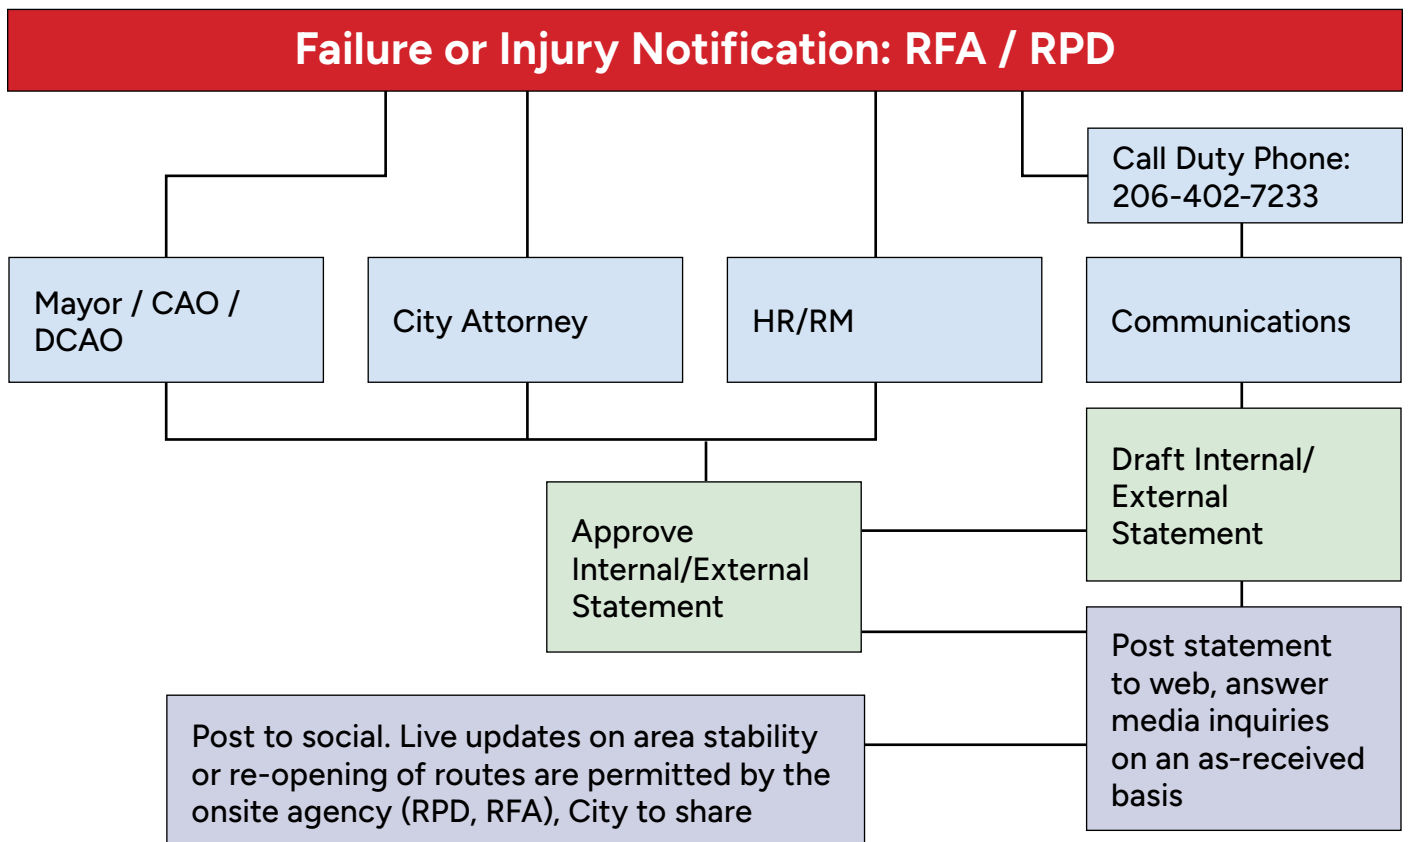 Failure or Injury Notification: RFA / RPD
Call Duty Phone:
206-402-7233
Mayor / CAO /
DCAO
City Attorney
HR/RM
Communications
Draft Internal/
External
Statement
Approve
Internal/External
Statement
Post statement
to web, answer
media inquiries
on an as-received
basis
Post to social. Live updates on area stability
or re-opening of routes are permitted by the
onsite agency (RPD, RFA), City to share